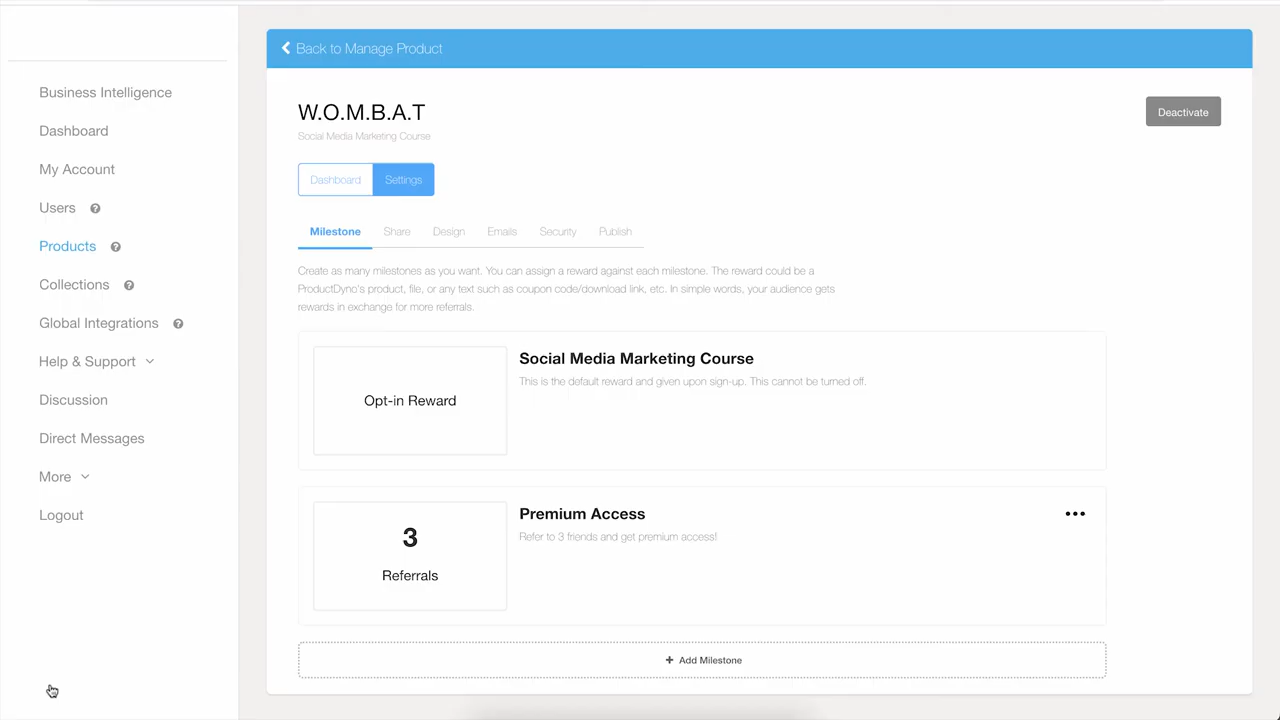 Back to Manage Product
Business Intelligence
Dashboard
My Account
Users
Products
Collections
Global Integrations
Help & Support
Discussion
Direct Messages
More
Logout
W.O.M.B.A.T
Social Media Marketing Course
Deactivate
Dashboard Settings
Milestone Share Design Emails Security Publish
Create as many milestones as you want. You can assign a reward against each milestone. The reward could be a
ProductDyno's product, file, or any text such as coupon code/download link, etc. In simple words, your audience gets
rewards in exchange for more referrals.
Opt-in Reward
Social Media Marketing Course
This is the default reward and given upon sign-up. This cannot be turned off.
3
Referrals
Premium Access
Refer to 3 friends and get premium access!
+ Add Milestone